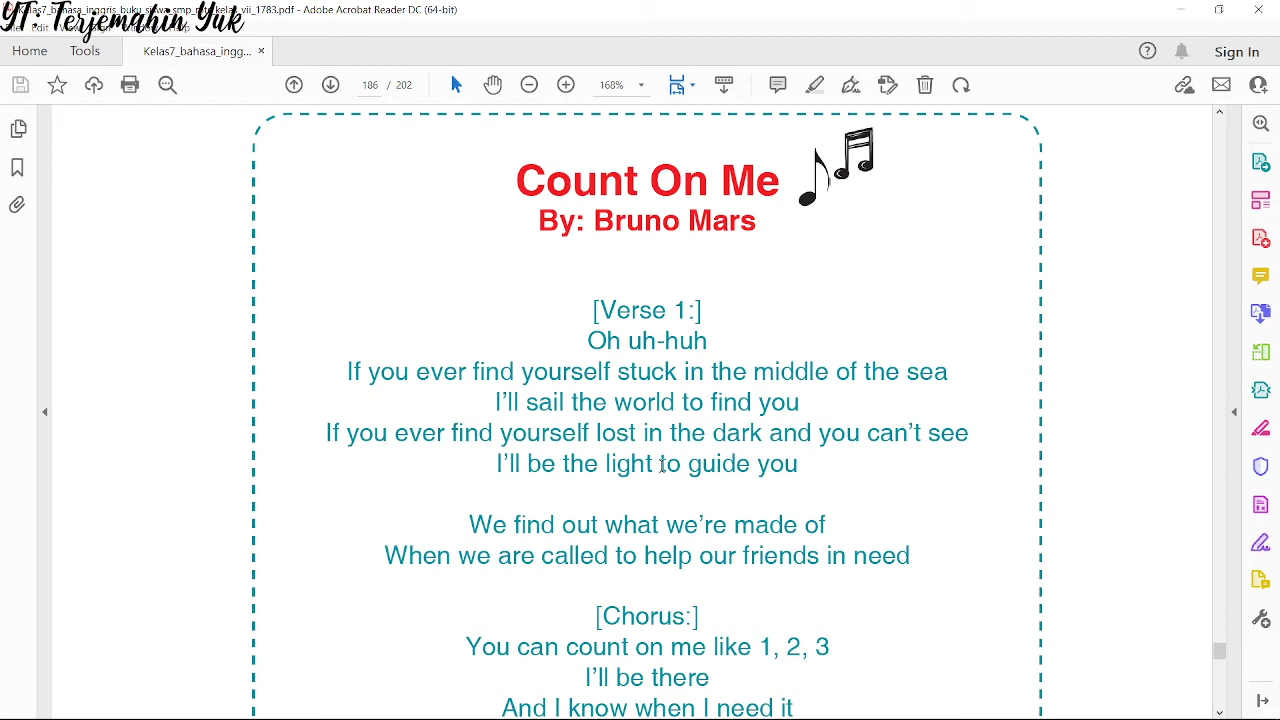 YT: Terjemahin Yuk
Home
Tools
Kelas7_bahasa_ingg...
Sign In
186 / 202
168%
Count On Me
By: Bruno Mars
[Verse 1:]
Oh uh-huh
If you ever find yourself stuck in the middle of the sea
I'll sail the world to find you
If you ever find yourself lost in the dark and you can't see
I'll be the light to guide you
We find out what we're made of
When we are called to help our friends in need
[Chorus:]
You can count on me like 1, 2, 3
I'll be there
And I know when I need it